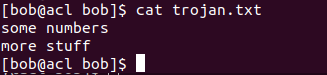 [bob@acl bob]$ cat trojan.txt
some numbers
more stuff
[bob@acl bob]$